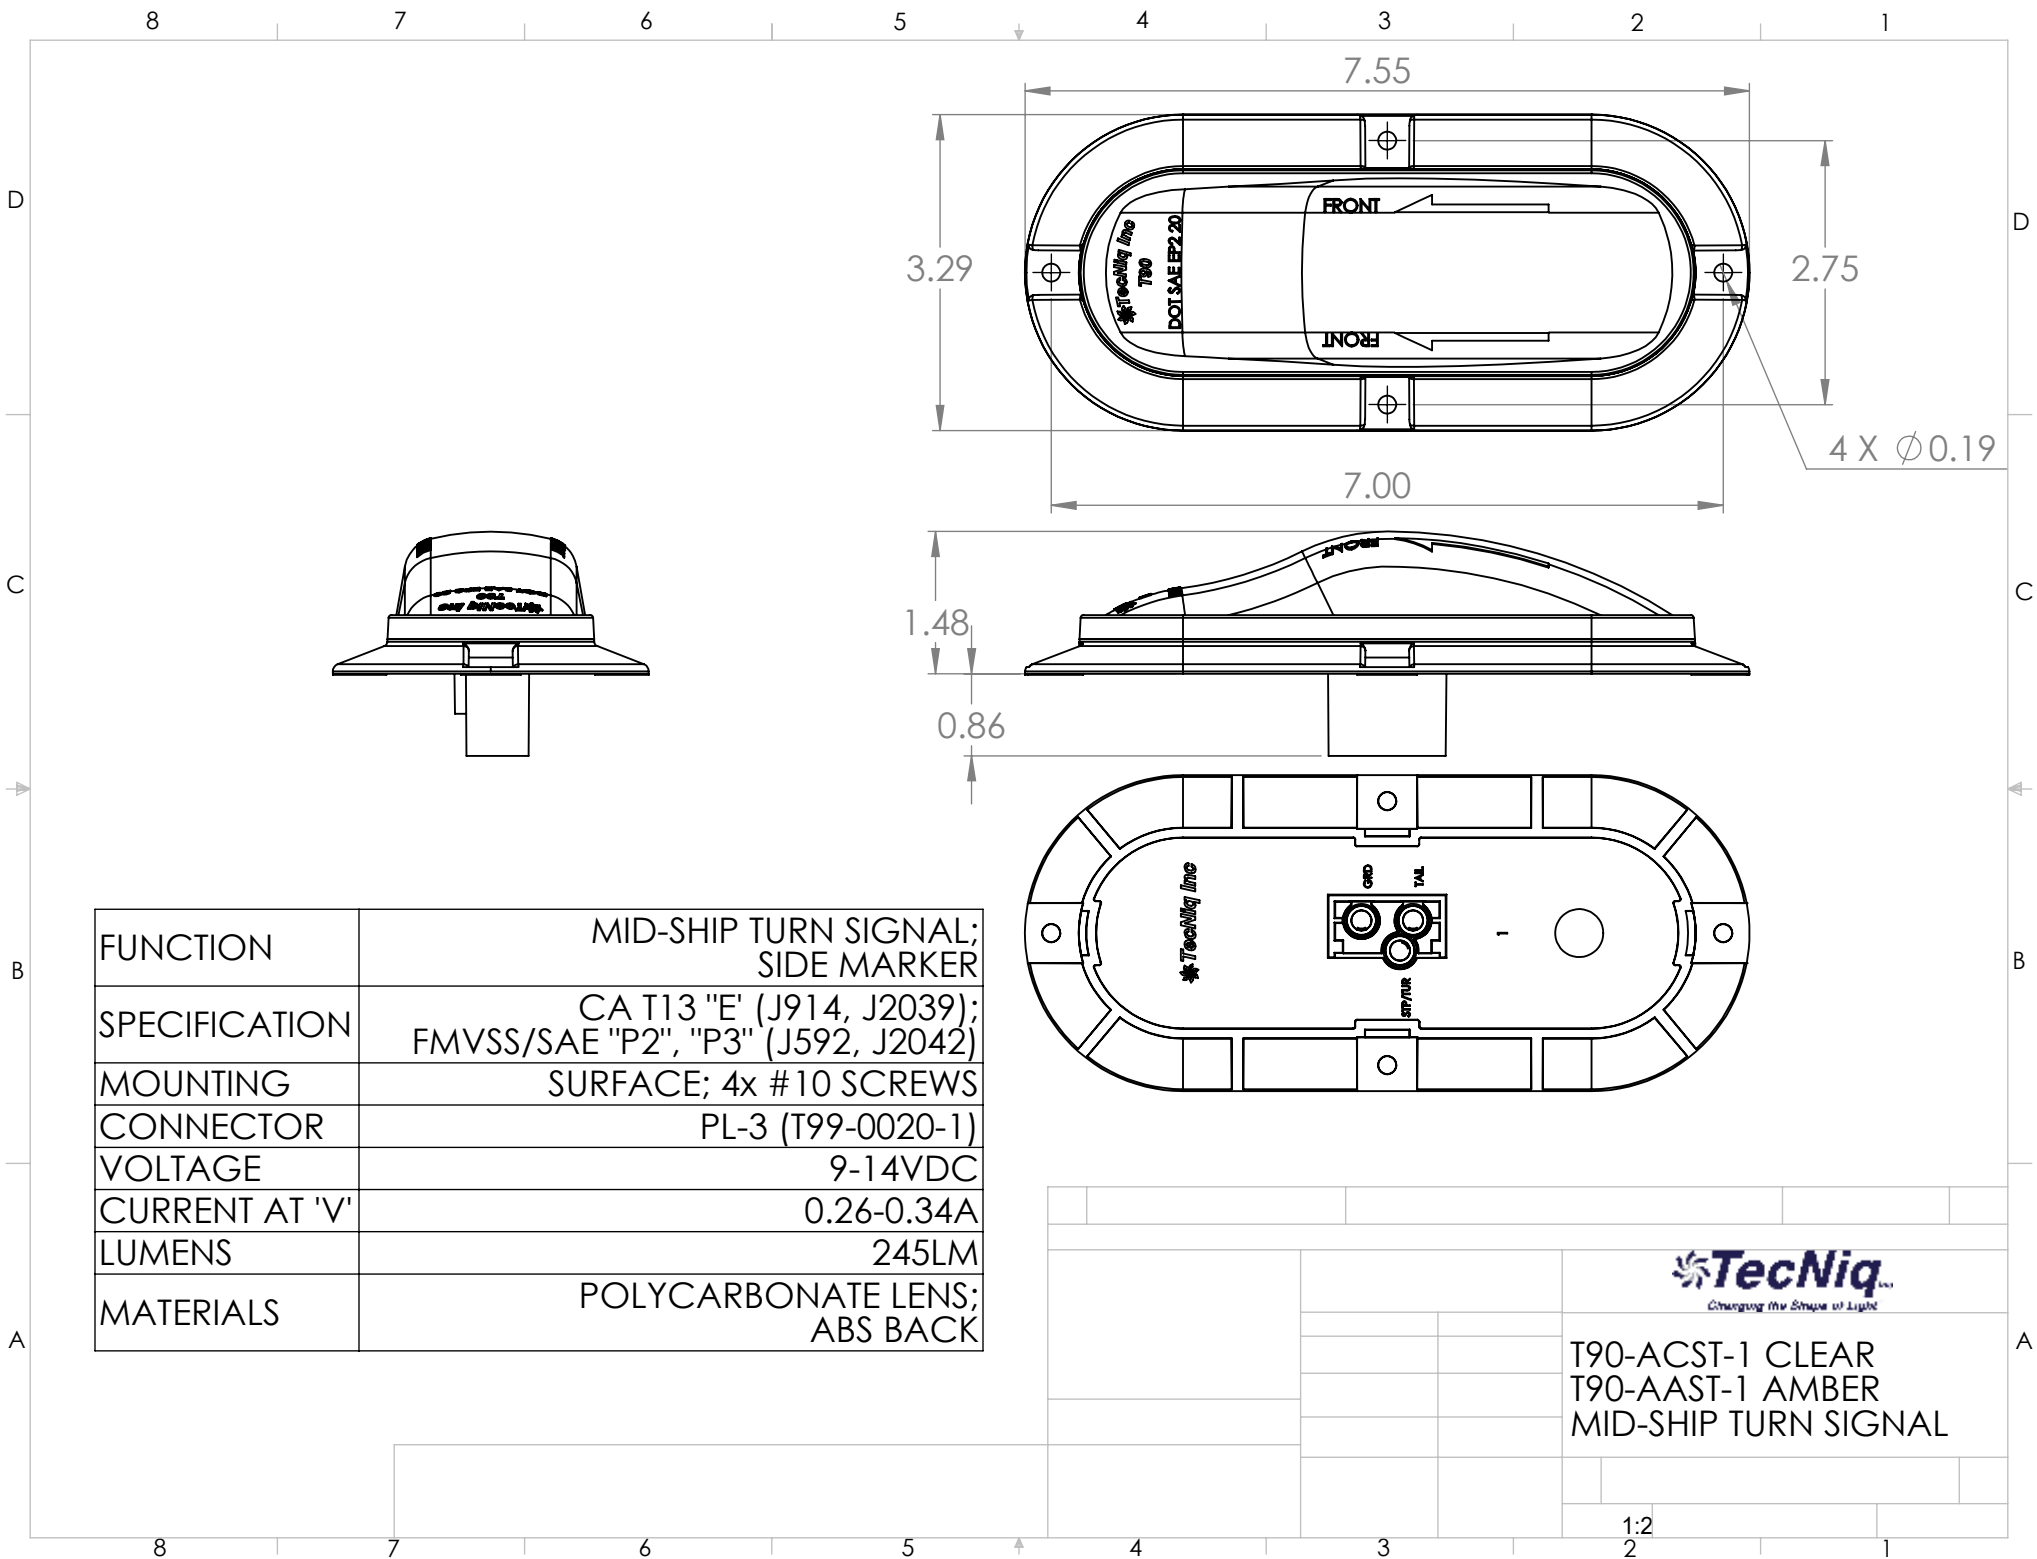 8 7 6 5 4 3 2 1
D
D
C
C
B
B
A
A
7.55
3.29
2.75
FRONT
TecNiq Inc
T90
DOT SAE EP2 20
FRONT
4 X ∅0.19
7.00
FRONT
TecNiq Inc
T90
1.48
0.86
TecNiq Inc
GRD
TAIL
STP/TUR
1
FUNCTION MID-SHIP TURN SIGNAL;
SIDE MARKER
SPECIFICATION CA T13 "E' (J914, J2039);
FMVSS/SAE "P2", "P3" (J592, J2042)
MOUNTING SURFACE; 4x #10 SCREWS
CONNECTOR PL-3 (T99-0020-1)
VOLTAGE 9-14VDC
CURRENT AT 'V' 0.26-0.34A
LUMENS 245LM
MATERIALS POLYCARBONATE LENS;
ABS BACK
TecNiq
Changing the Shape of Light
T90-ACST-1 CLEAR
T90-AAST-1 AMBER
MID-SHIP TURN SIGNAL
1:2
8 7 6 5 4 3 2 1